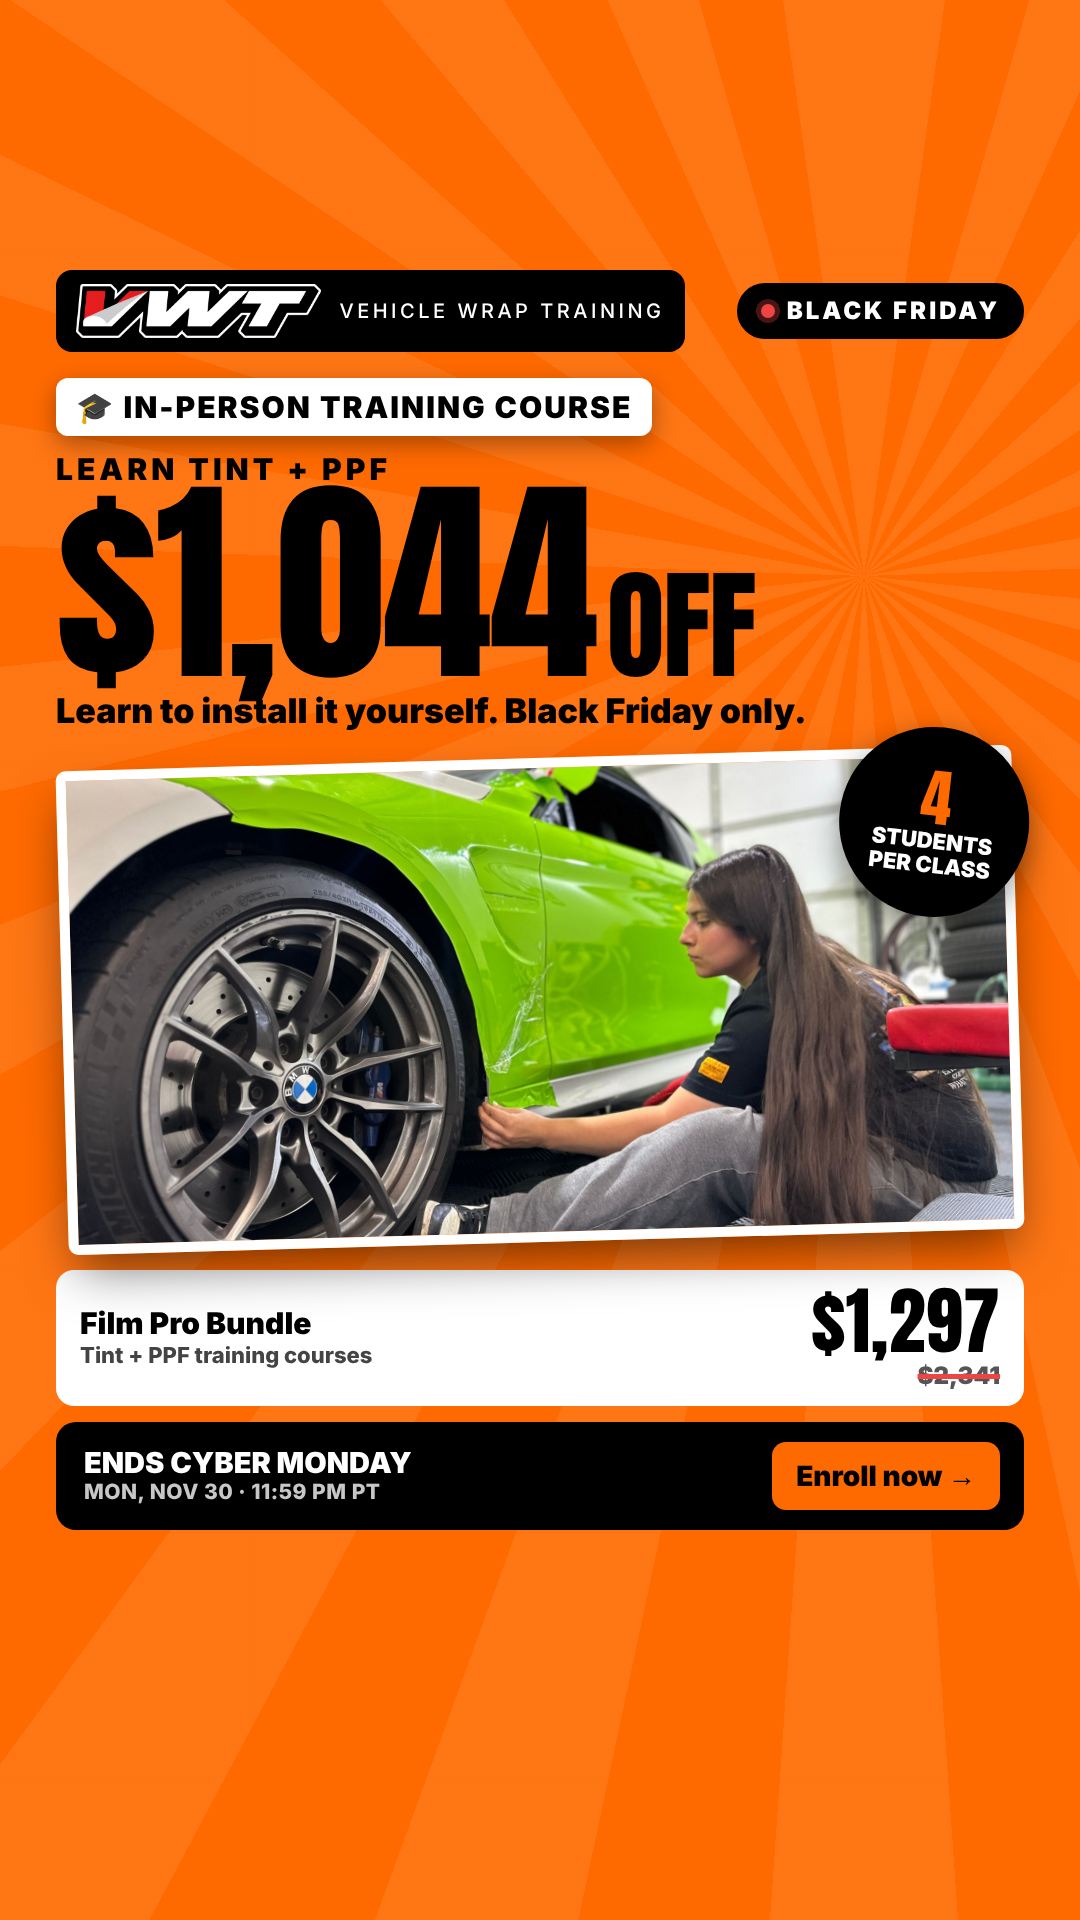 VWT VEHICLE WRAP TRAINING
BLACK FRIDAY
🎓 IN-PERSON TRAINING COURSE
LEARN TINT + PPF
$1,044 OFF
Learn to install it yourself. Black Friday only.
4
STUDENTS
PER CLASS
BMW
Film Pro Bundle
Tint + PPF training courses
$1,297
$2,341
ENDS CYBER MONDAY
MON, NOV 30 · 11:59 PM PT
Enroll now →